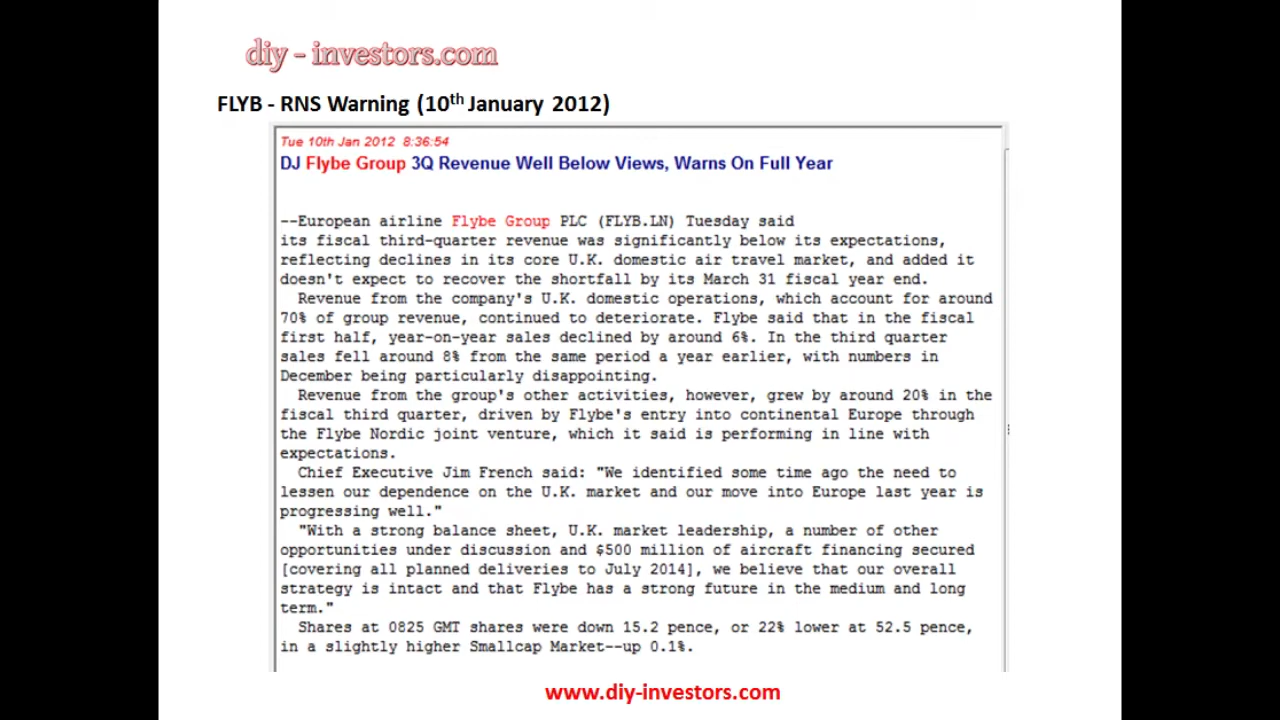 diy - investors.com
FLYB - RNS Warning (10th January 2012)
Tue 10th Jan 2012 8:36:54
DJ Flybe Group 3Q Revenue Well Below Views, Warns On Full Year
--European airline Flybe Group PLC (FLYB.LN) Tuesday said
its fiscal third-quarter revenue was significantly below its expectations,
reflecting declines in its core U.K. domestic air travel market, and added it
doesn't expect to recover the shortfall by its March 31 fiscal year end.
Revenue from the company's U.K. domestic operations, which account for around
70% of group revenue, continued to deteriorate. Flybe said that in the fiscal
first half, year-on-year sales declined by around 6%. In the third quarter
sales fell around 8% from the same period a year earlier, with numbers in
December being particularly disappointing.
Revenue from the group's other activities, however, grew by around 20% in the
fiscal third quarter, driven by Flybe's entry into continental Europe through
the Flybe Nordic joint venture, which it said is performing in line with
expectations.
Chief Executive Jim French said: "We identified some time ago the need to
lessen our dependence on the U.K. market and our move into Europe last year is
progressing well."
"With a strong balance sheet, U.K. market leadership, a number of other
opportunities under discussion and $500 million of aircraft financing secured
[covering all planned deliveries to July 2014], we believe that our overall
strategy is intact and that Flybe has a strong future in the medium and long
term."
Shares at 0825 GMT shares were down 15.2 pence, or 22% lower at 52.5 pence,
in a slightly higher Smallcap Market--up 0.1%.
www.diy-investors.com